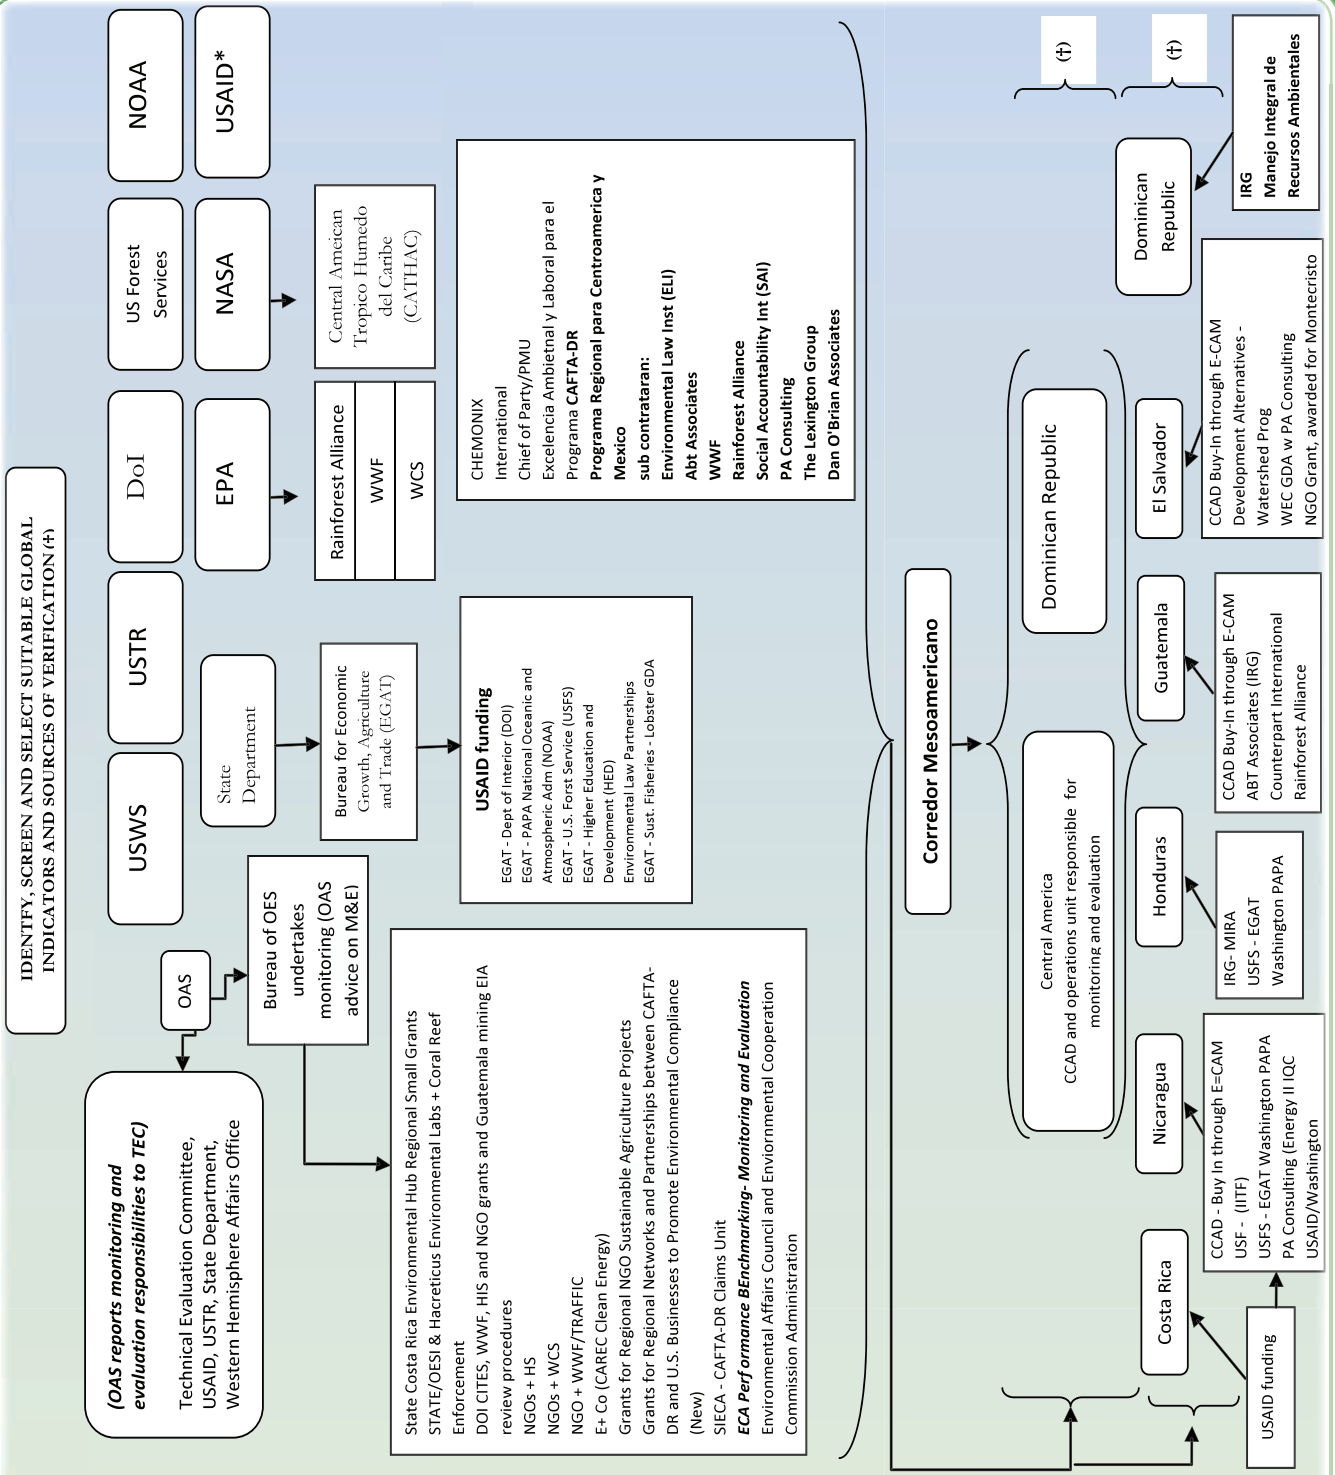 IDENTFY, SCREEN AND SELECT SUITABLE GLOBAL
INDICATORS AND SOURCES OF VERIFICATION (†)
USWS
USTR
DoI
US Forest
Services
NOAA
OAS
State
Department
EPA
NASA
USAID*
(OAS reports monitoring and
evaluation responsibilities to TEC)
Technical Evaluation Committee,
USAID, USTR, State Department,
Western Hemisphere Affairs Office
Bureau of OES
undertakes
monitoring (OAS
advice on M&E)
Bureau for Economic
Growth, Agriculture
and Trade (EGAT)
Rainforest Alliance
WWF
WCS
Central Ameican
Tropico Humedo
del Caribe
(CATHAC)
State Costa Rica Environmental Hub Regional Small Grants
STATE/OESI & Hacreticus Environmental Labs + Coral Reef
Enforcement
DOI CITES, WWF, HIS and NGO grants and Guatemala mining EIA
review procedures
NGOs + HS
NGOs + WCS
NGO + WWF/TRAFFIC
E+ Co (CAREC Clean Energy)
Grants for Regional NGO Sustainable Agriculture Projects
Grants for Regional Networks and Partnerships between CAFTA-
DR and U.S. Businesses to Promote Environmental Compliance
(New)
SIECA - CAFTA-DR Claims Unit
ECA Performance BEnchmarking- Monitoring and Evaluation
Environmental Affairs Council and Enviornmental Cooperation
Commission Administration
USAID funding
EGAT - Dept of Interior (DOI)
EGAT - PAPA National Oceanic and
Atmospheric Adm (NOAA)
EGAT - U.S. Forst Service (USFS)
EGAT - Higher Education and
Development (HED)
Environmental Law Partnerships
EGAT - Sust. Fisheries - Lobster GDA
CHEMONIX
International
Chief of Party/PMU
Excelencia Ambietnal y Laboral para el
Programa CAFTA-DR
Programa Regional para Centroamerica y
Mexico
sub contrataran:
Environmental Law Inst (ELI)
Abt Associates
WWF
Rainforest Alliance
Social Accountability Int (SAI)
PA Consulting
The Lexington Group
Dan O'Brian Associates
Corredor Mesoamericano
Central America
CCAD and operations unit responsible for
monitoring and evaluation
Dominican Republic
(†)
Costa Rica
Nicaragua
Honduras
Guatemala
El Salvador
Dominican
Republic
(†)
USAID funding
CCAD - Buy In through E=CAM
USF - (IITF)
USFS - EGAT Washington PAPA
PA Consulting (Energy II IQC
USAID/Washington
IRG- MIRA
USFS - EGAT
Washington PAPA
CCAD Buy-In through E-CAM
ABT Associates (IRG)
Counterpart International
Rainforest Alliance
CCAD Buy-In through E-CAM
Development Alternatives -
Watershed Prog
WEC GDA w PA Consulting
NGO Grant, awarded for Montecristo
IRG
Manejo Integral de
Recursos Ambientales